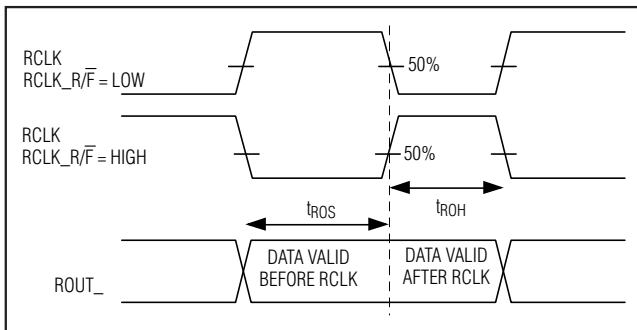 RCLK
RCLK_R/F̅ = LOW
50%
RCLK
RCLK_R/F̅ = HIGH
50%
tROS
tROH
ROUT_
DATA VALID
BEFORE RCLK
DATA VALID
AFTER RCLK